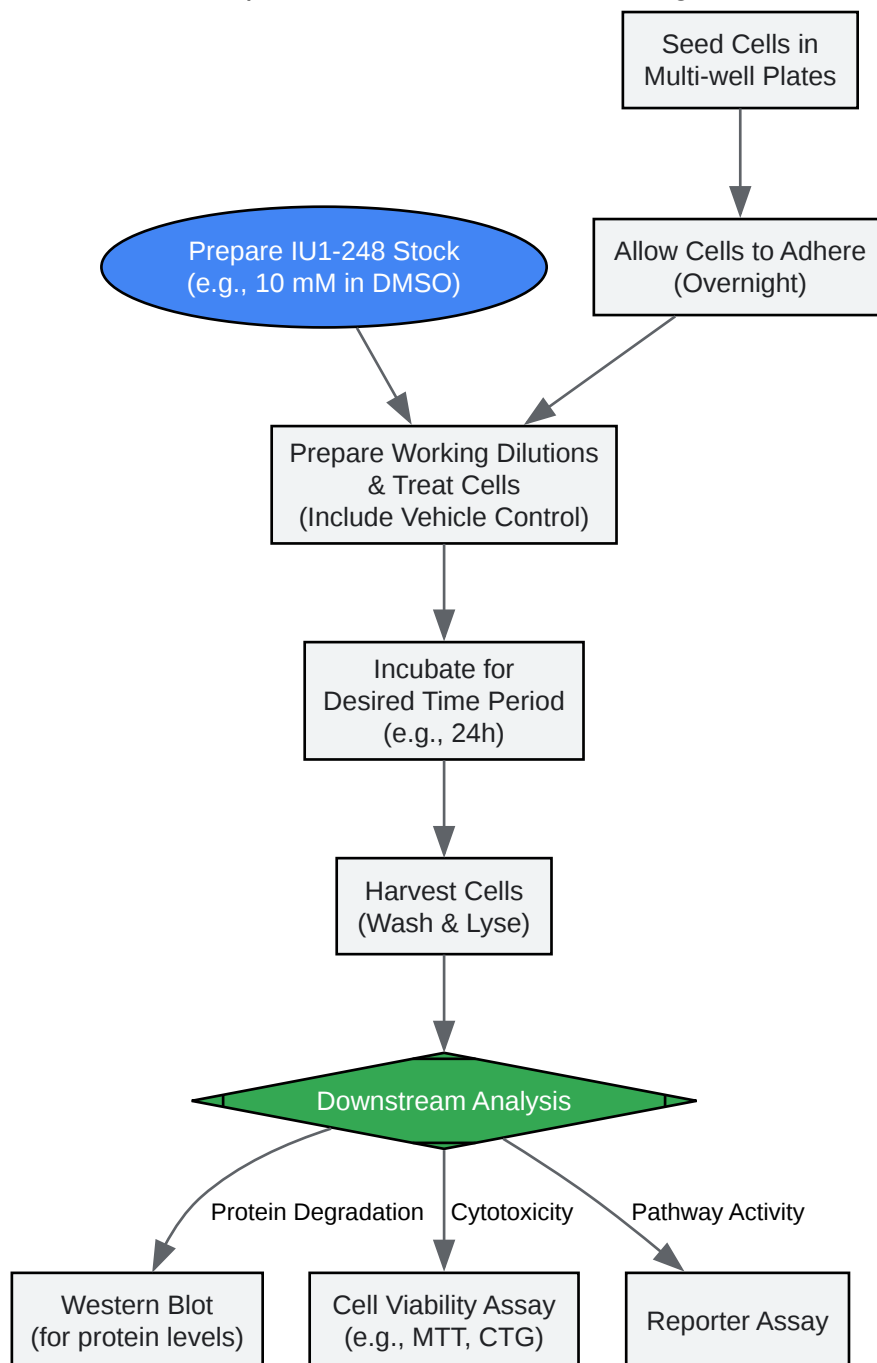 Seed Cells in
Multi-well Plates
Prepare IU1-248 Stock
(e.g., 10 mM in DMSO)
Allow Cells to Adhere
(Overnight)
Prepare Working Dilutions
& Treat Cells
(Include Vehicle Control)
Incubate for
Desired Time Period
(e.g., 24h)
Harvest Cells
(Wash & Lyse)
Downstream Analysis
Protein Degradation
Cytotoxicity
Pathway Activity
Western Blot
(for protein levels)
Cell Viability Assay
(e.g., MTT, CTG)
Reporter Assay